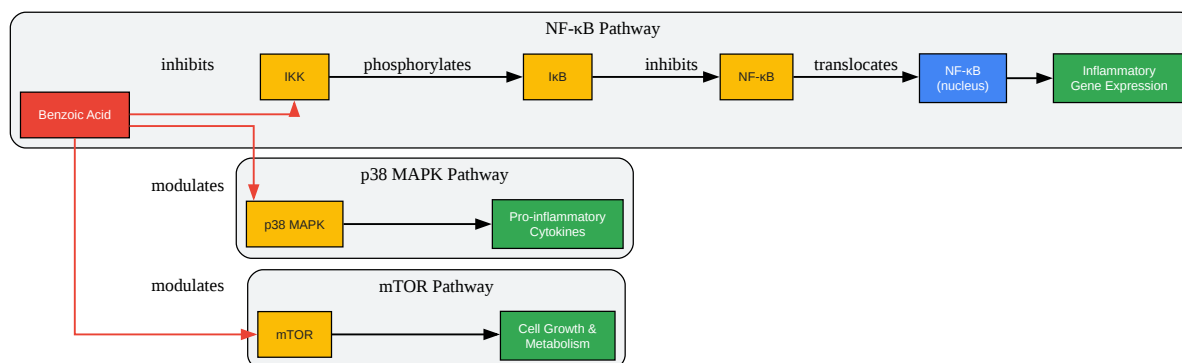 NF-κB Pathway
inhibits
IKK
phosphorylates
IκB
inhibits
NF-κB
translocates
NF-κB
(nucleus)
Inflammatory
Gene Expression
Benzoic Acid
modulates
p38 MAPK Pathway
p38 MAPK
Pro-inflammatory
Cytokines
modulates
mTOR Pathway
mTOR
Cell Growth &
Metabolism